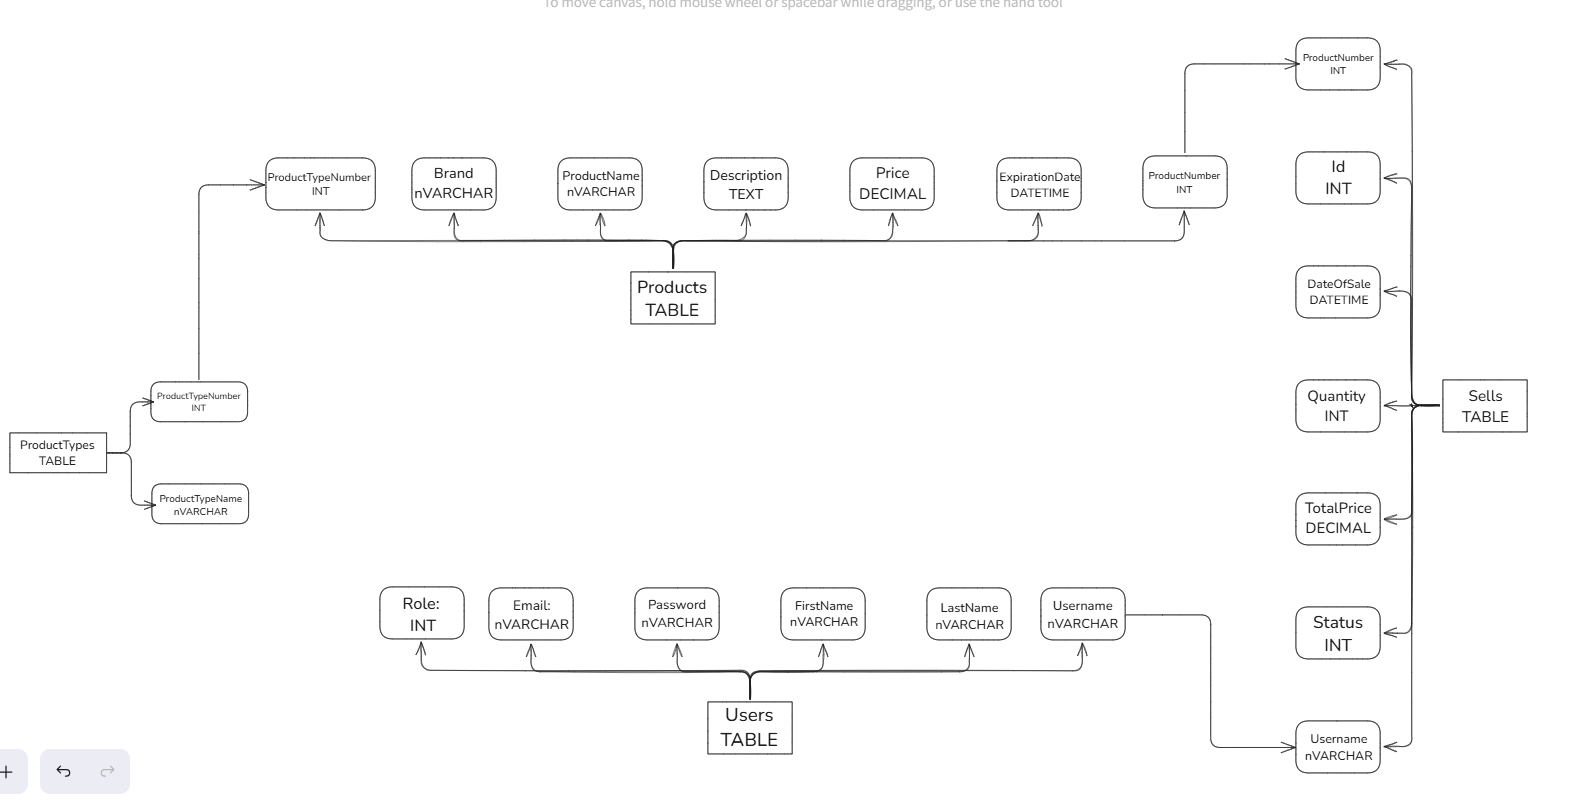 To move canvas, hold mouse wheel or spacebar while dragging, or use the hand tool
ProductNumber
INT
ProductTypeNumber
INT
Brand
nVARCHAR
ProductName
nVARCHAR
Description
TEXT
Price
DECIMAL
ExpirationDate
DATETIME
ProductNumber
INT
Id
INT
Products
TABLE
DateOfSale
DATETIME
ProductTypeNumber
INT
Quantity
INT
Sells
TABLE
ProductTypes
TABLE
ProductTypeName
nVARCHAR
TotalPrice
DECIMAL
Role:
INT
Email:
nVARCHAR
Password
nVARCHAR
FirstName
nVARCHAR
LastName
nVARCHAR
Username
nVARCHAR
Status
INT
Users
TABLE
Username
nVARCHAR